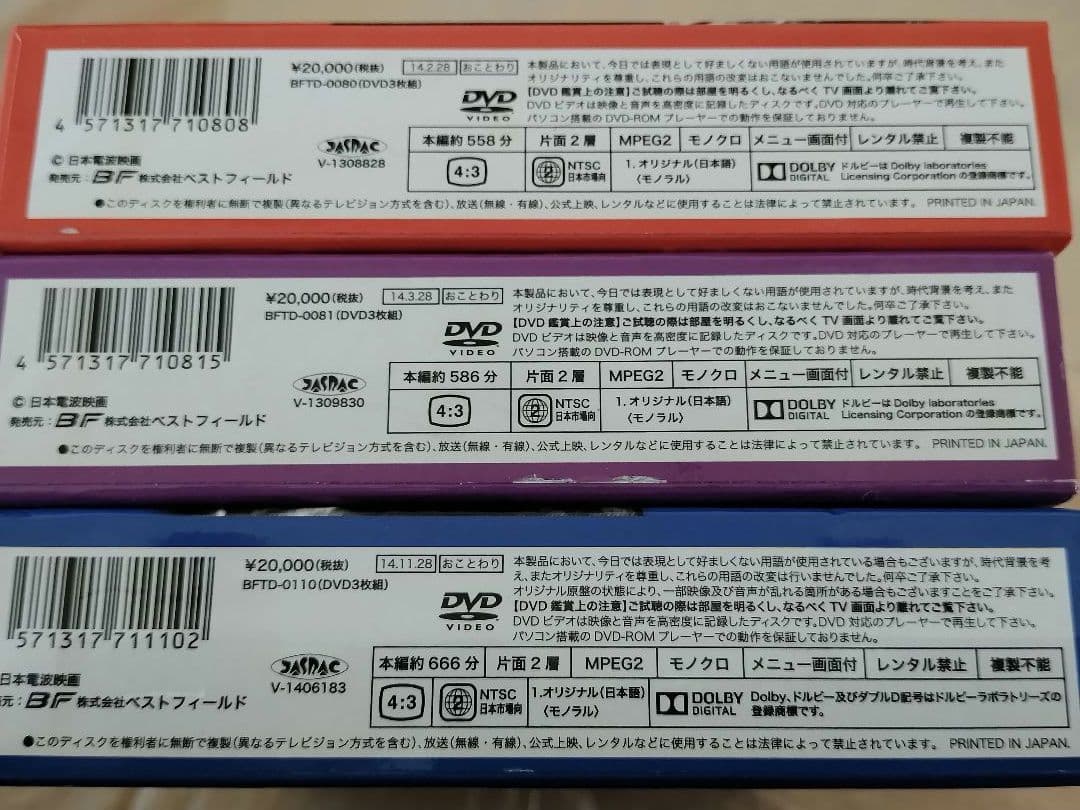 ¥20,000(税抜) 14.2.28 おことわり
BFTD-0080(DVD3枚組)
本製品において、今日では表現として好ましくない用語が使用されていますが、時代背景を考え、また
オリジナリティを尊重し、これらの用語の改変はおこないませんでした。何卒ご了承下さい。
【DVD 鑑賞上の注意】ご試聴の際は部屋を明るくし、なるべく TV 画面より離れてご覧下さい。
DVD ビデオは映像と音声を高密度に記録したディスクです。DVD 対応のプレーヤーで再生して下さい。
パソコン搭載の DVD-ROM プレーヤーでの動作を保証しておりません。
DVD
VIDEO
4 571317 710808
JASRAC
V-1308828
© 日本電波映画
発売元: BF 株式会社ベストフィールド
本編約 558 分 片面 2 層 MPEG2 モノクロ メニュー画面付 レンタル禁止 複製不能
4:3 2 NTSC 日本市場向 1. オリジナル(日本語) 〈モノラル〉 DOLBY DIGITAL ドルビーは Dolby laboratories Licensing Corporation の登録商標です。
●このディスクを権利者に無断で複製(異なるテレビジョン方式を含む)、放送(無線・有線)、公式上映、レンタルなどに使用することは法律によって禁止されています。 PRINTED IN JAPAN.
¥20,000(税抜) 14.3.28 おことわり
BFTD-0081(DVD3枚組)
本製品において、今日では表現として好ましくない用語が使用されていますが、時代背景を考え、また
オリジナリティを尊重し、これらの用語の改変はおこないませんでした。何卒ご了承下さい。
【DVD 鑑賞上の注意】ご試聴の際は部屋を明るくし、なるべく TV 画面より離れてご覧下さい。
DVD ビデオは映像と音声を高密度に記録したディスクです。DVD 対応のプレーヤーで再生して下さい。
パソコン搭載の DVD-ROM プレーヤーでの動作を保証しておりません。
DVD
VIDEO
4 571317 710815
JASRAC
V-1309830
© 日本電波映画
発売元: BF 株式会社ベストフィールド
本編約 586 分 片面 2 層 MPEG2 モノクロ メニュー画面付 レンタル禁止 複製不能
4:3 2 NTSC 日本市場向 1. オリジナル(日本語) 〈モノラル〉 DOLBY DIGITAL ドルビーは Dolby laboratories Licensing Corporation の登録商標です。
●このディスクを権利者に無断で複製(異なるテレビジョン方式を含む)、放送(無線・有線)、公式上映、レンタルなどに使用することは法律によって禁止されています。 PRINTED IN JAPAN.
¥20,000(税抜) 14.11.28 おことわり
BFTD-0110(DVD3枚組)
本製品において、今日では表現として好ましくない用語が使用されている場合もございますが、時代背景を考
え、またオリジナリティを尊重し、これらの用語の改変は行いませんでした。何卒ご了承下さい。
オリジナル原盤の状態により、一部映像及び音声が乱れる箇所がある場合もございますことをご了承下さい。
【DVD 鑑賞上の注意】ご試聴の際は部屋を明るくし、なるべく TV 画面より離れてご覧下さい。
DVD ビデオは映像と音声を高密度に記録したディスクです。DVD 対応のプレーヤーで再生して下さい。
パソコン搭載の DVD-ROM プレーヤーでの動作を保証しておりません。
DVD
VIDEO
571317 711102
JASRAC
V-1406183
日本電波映画
元: BF 株式会社ベストフィールド
本編約 666 分 片面 2 層 MPEG2 モノクロ メニュー画面付 レンタル禁止 複製不能
4:3 2 NTSC 日本市場向 1.オリジナル(日本語) 〈モノラル〉 DOLBY DIGITAL Dolby、ドルビー及びダブルD記号はドルビーラボラトリーズの登録商標です。
●このディスクを権利者に無断で複製(異なるテレビジョン方式を含む)、放送(無線・有線)、公式上映、レンタルなどに使用することは法律によって禁止されています。 PRINTED IN JAPAN.